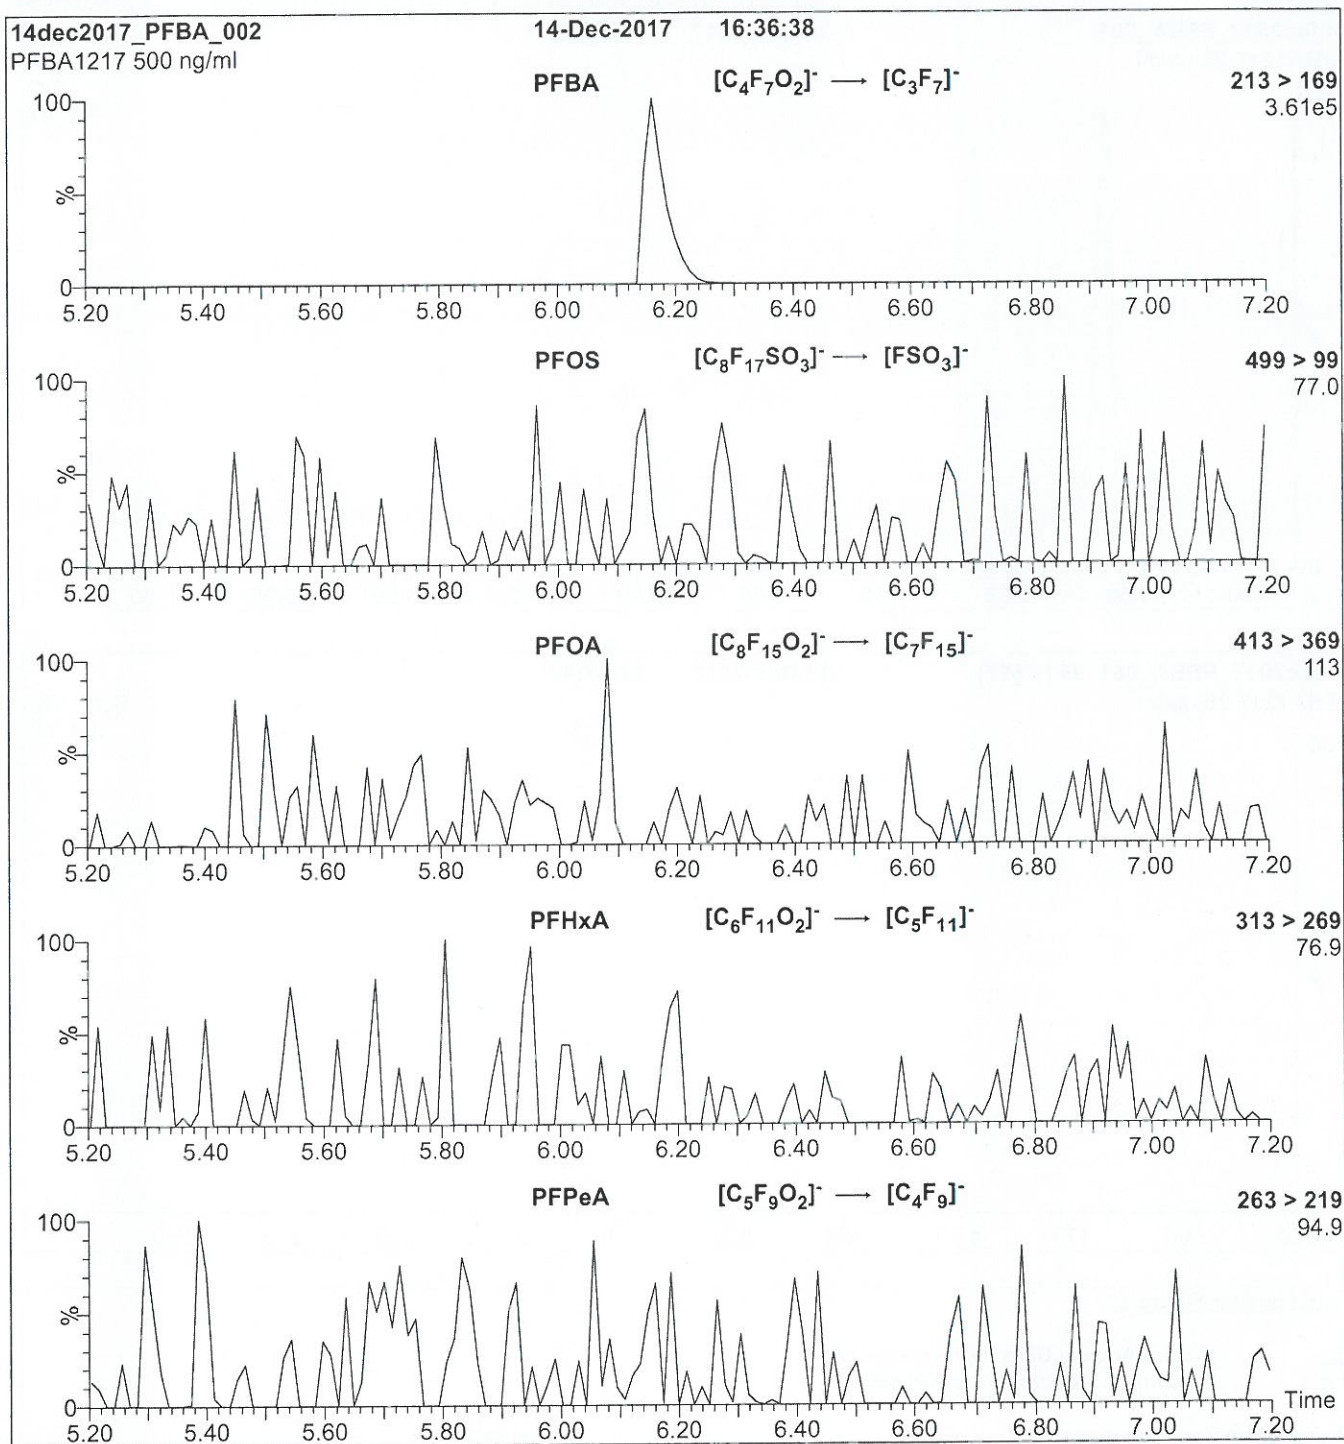 14dec2017_PFBA_002 14-Dec-2017 16:36:38
PFBA1217 500 ng/ml
PFBA [C₄F₇O₂]⁻ ⟶ [C₃F₇]⁻ 213 > 169
3.61e5
100
%
0
5.20 5.40 5.60 5.80 6.00 6.20 6.40 6.60 6.80 7.00 7.20
PFOS [C₈F₁₇SO₃]⁻ ⟶ [FSO₃]⁻ 499 > 99
77.0
100
%
0
5.20 5.40 5.60 5.80 6.00 6.20 6.40 6.60 6.80 7.00 7.20
PFOA [C₈F₁₅O₂]⁻ ⟶ [C₇F₁₅]⁻ 413 > 369
113
100
%
0
5.20 5.40 5.60 5.80 6.00 6.20 6.40 6.60 6.80 7.00 7.20
PFHxA [C₆F₁₁O₂]⁻ ⟶ [C₅F₁₁]⁻ 313 > 269
76.9
100
%
0
5.20 5.40 5.60 5.80 6.00 6.20 6.40 6.60 6.80 7.00 7.20
PFPeA [C₅F₉O₂]⁻ ⟶ [C₄F₉]⁻ 263 > 219
94.9
100
%
0
Time
5.20 5.40 5.60 5.80 6.00 6.20 6.40 6.60 6.80 7.00 7.20